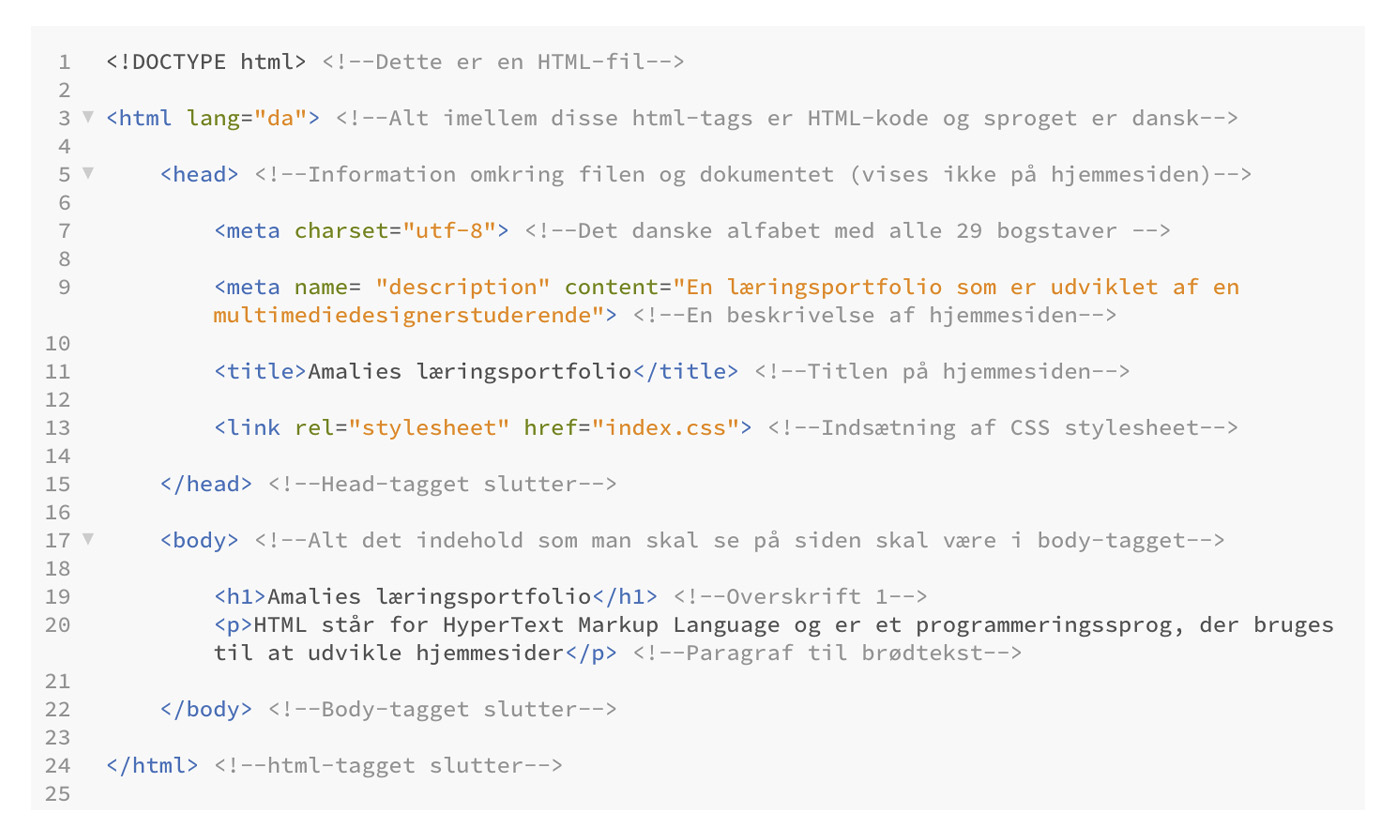 1 <!DOCTYPE html> <!--Dette er en HTML-fil-->
2
3 ▼ <html lang="da"> <!--Alt imellem disse html-tags er HTML-kode og sproget er dansk-->
4
5 ▼ <head> <!--Information omkring filen og dokumentet (vises ikke på hjemmesiden)-->
6
7 <meta charset="utf-8"> <!--Det danske alfabet med alle 29 bogstaver -->
8
9 <meta name= "description" content="En læringsportfolio som er udviklet af en
multimediedesignerstuderende"> <!--En beskrivelse af hjemmesiden-->
10
11 <title>Amalies læringsportfolio</title> <!--Titlen på hjemmesiden-->
12
13 <link rel="stylesheet" href="index.css"> <!--Indsætning af CSS stylesheet-->
14
15 </head> <!--Head-tagget slutter-->
16
17 ▼ <body> <!--Alt det indehold som man skal se på siden skal være i body-tagget-->
18
19 <h1>Amalies læringsportfolio</h1> <!--Overskrift 1-->
20 <p>HTML står for HyperText Markup Language og er et programmeringssprog, der bruges
til at udvikle hjemmesider</p> <!--Paragraf til brødtekst-->
21
22 </body> <!--Body-tagget slutter-->
23
24 </html> <!--html-tagget slutter-->
25